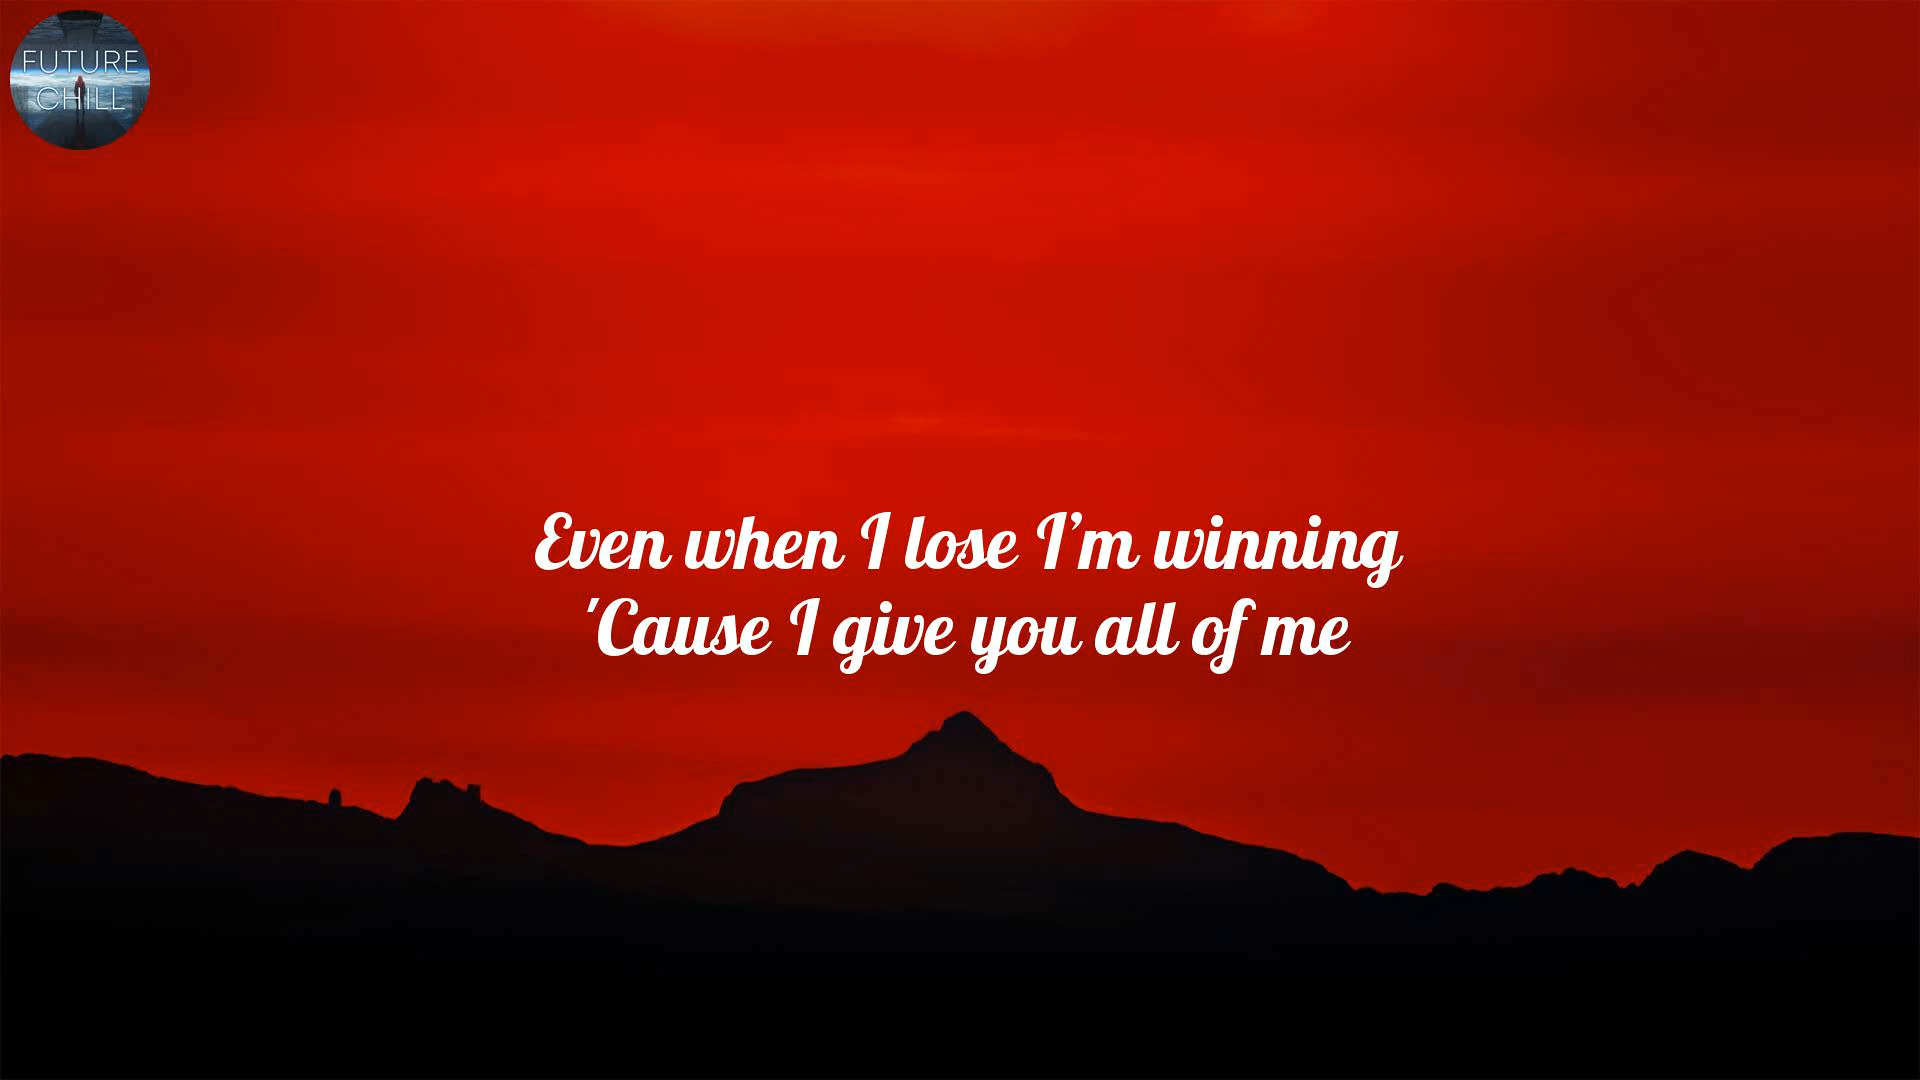 FUTURE
CHILL
Even when I lose I’m winning
'Cause I give you all of me